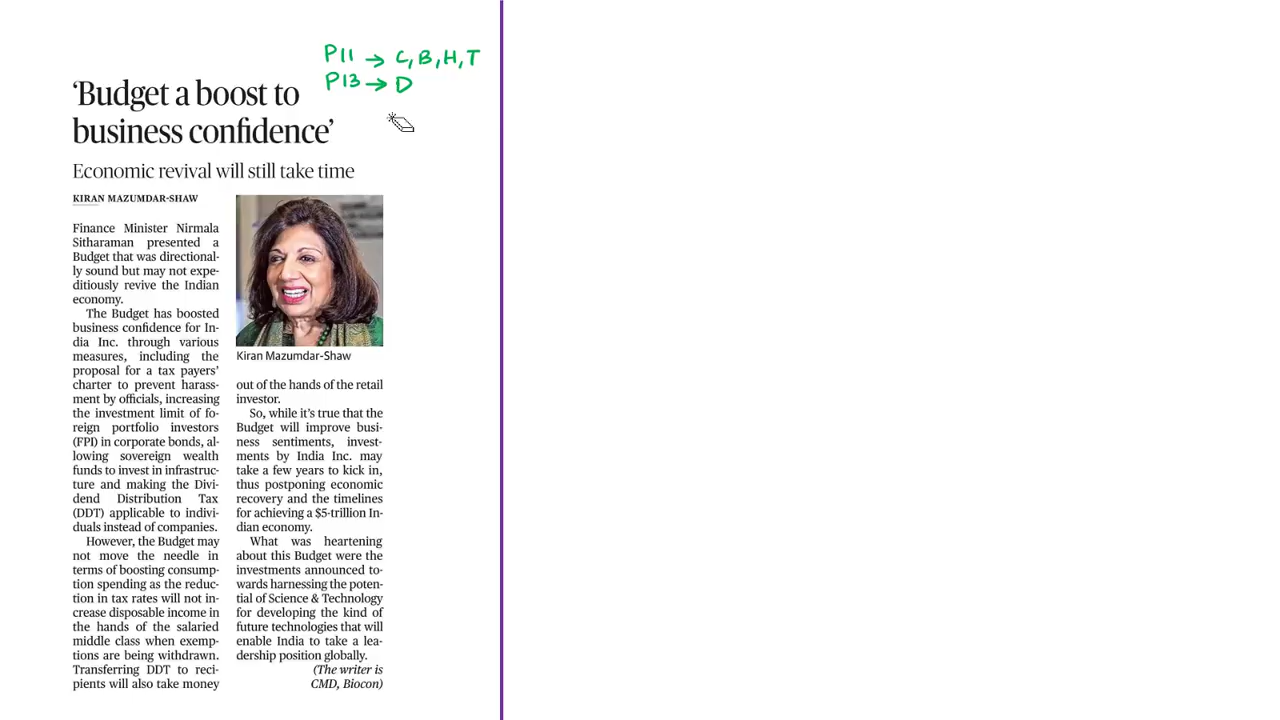 P11 → C, B, H, T
P13 → D
‘Budget a boost to
business confidence’
Economic revival will still take time
KIRAN MAZUMDAR-SHAW
Finance Minister Nirmala
Sitharaman presented a
Budget that was directional-
ly sound but may not expe-
ditiously revive the Indian
economy.
The Budget has boosted
business confidence for In-
dia Inc. through various
measures, including the
proposal for a tax payers’
charter to prevent harass-
ment by officials, increasing
the investment limit of fo-
reign portfolio investors
(FPI) in corporate bonds, al-
lowing sovereign wealth
funds to invest in infrastruc-
ture and making the Divi-
dend Distribution Tax
(DDT) applicable to indivi-
duals instead of companies.
However, the Budget may
not move the needle in
terms of boosting consump-
tion spending as the reduc-
tion in tax rates will not in-
crease disposable income in
the hands of the salaried
middle class when exemp-
tions are being withdrawn.
Transferring DDT to reci-
pients will also take money
Kiran Mazumdar-Shaw
out of the hands of the retail
investor.
So, while it’s true that the
Budget will improve busi-
ness sentiments, invest-
ments by India Inc. may
take a few years to kick in,
thus postponing economic
recovery and the timelines
for achieving a $5-trillion In-
dian economy.
What was heartening
about this Budget were the
investments announced to-
wards harnessing the poten-
tial of Science & Technology
for developing the kind of
future technologies that will
enable India to take a lea-
dership position globally.
(The writer is
CMD, Biocon)